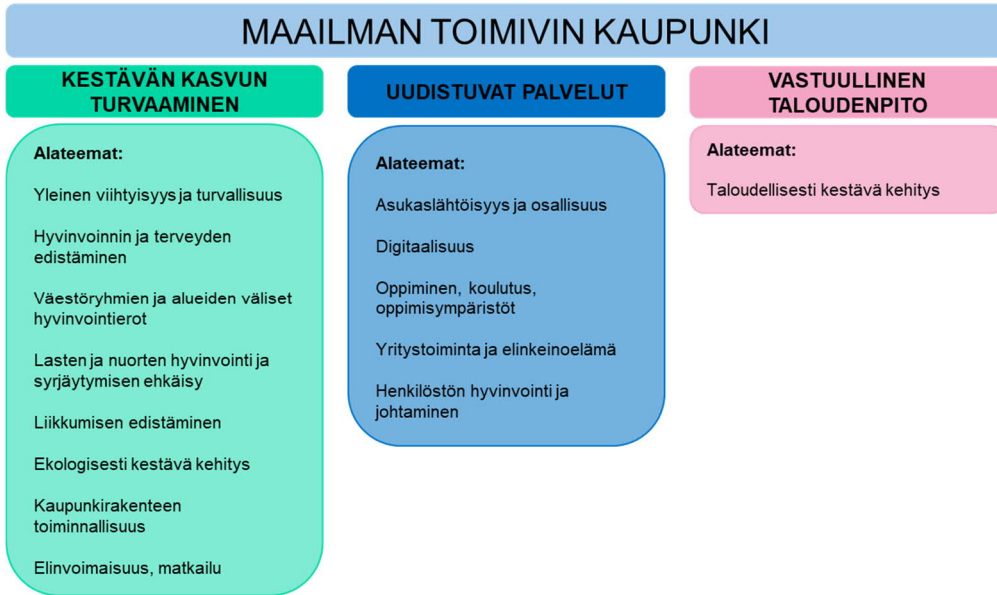 MAAILMAN TOIMIVIN KAUPUNKI
KESTÄVÄN KASVUN
TURVAAMINEN
Alateemat:
Yleinen viihtyisyys ja turvallisuus
Hyvinvoinnin ja terveyden
edistäminen
Väestöryhmien ja alueiden väliset
hyvinvointierot
Lasten ja nuorten hyvinvointi ja
syrjäytymisen ehkäisy
Liikkumisen edistäminen
Ekologisesti kestävä kehitys
Kaupunkirakenteen
toiminnallisuus
Elinvoimaisuus, matkailu
UUDISTUVAT PALVELUT
Alateemat:
Asukaslähtöisyys ja osallisuus
Digitaalisuus
Oppiminen, koulutus,
oppimisympäristöt
Yritystoiminta ja elinkeinoelämä
Henkilöstön hyvinvointi ja
johtaminen
VASTUULLINEN
TALOUDENPITO
Alateemat:
Taloudellisesti kestävä kehitys